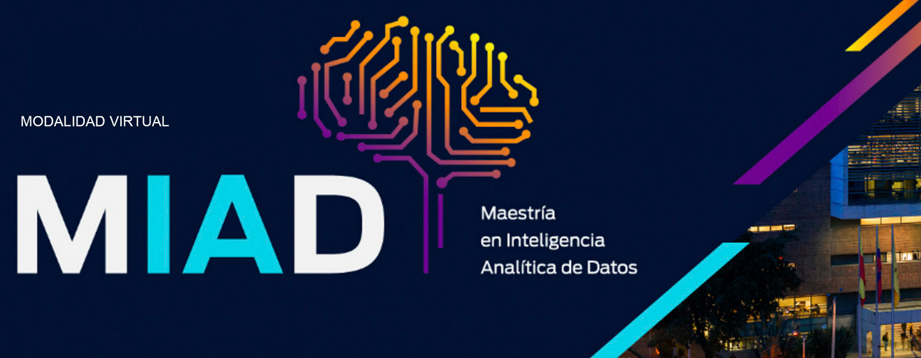 MODALIDAD VIRTUAL
MIAD
Maestría
en Inteligencia
Analítica de Datos